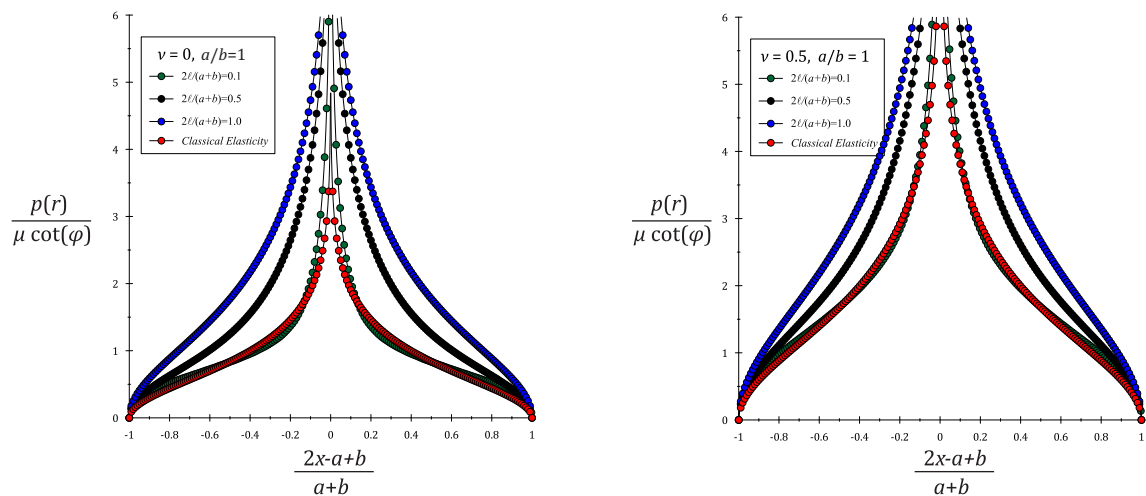 6
5
4
3
2
1
0
ν = 0, a/b=1
2ℓ/(a+b)=0.1
2ℓ/(a+b)=0.5
2ℓ/(a+b)=1.0
Classical Elasticity
p(r)
μ cot(φ)
-1 -0.8 -0.6 -0.4 -0.2 0 0.2 0.4 0.6 0.8 1
2x-a+b
a+b
6
5
4
3
2
1
0
ν = 0.5, a/b = 1
2ℓ/(a+b)=0.1
2ℓ/(a+b)=0.5
2ℓ/(a+b)=1.0
Classical Elasticity
p(r)
μ cot(φ)
-1 -0.8 -0.6 -0.4 -0.2 0 0.2 0.4 0.6 0.8 1
2x-a+b
a+b